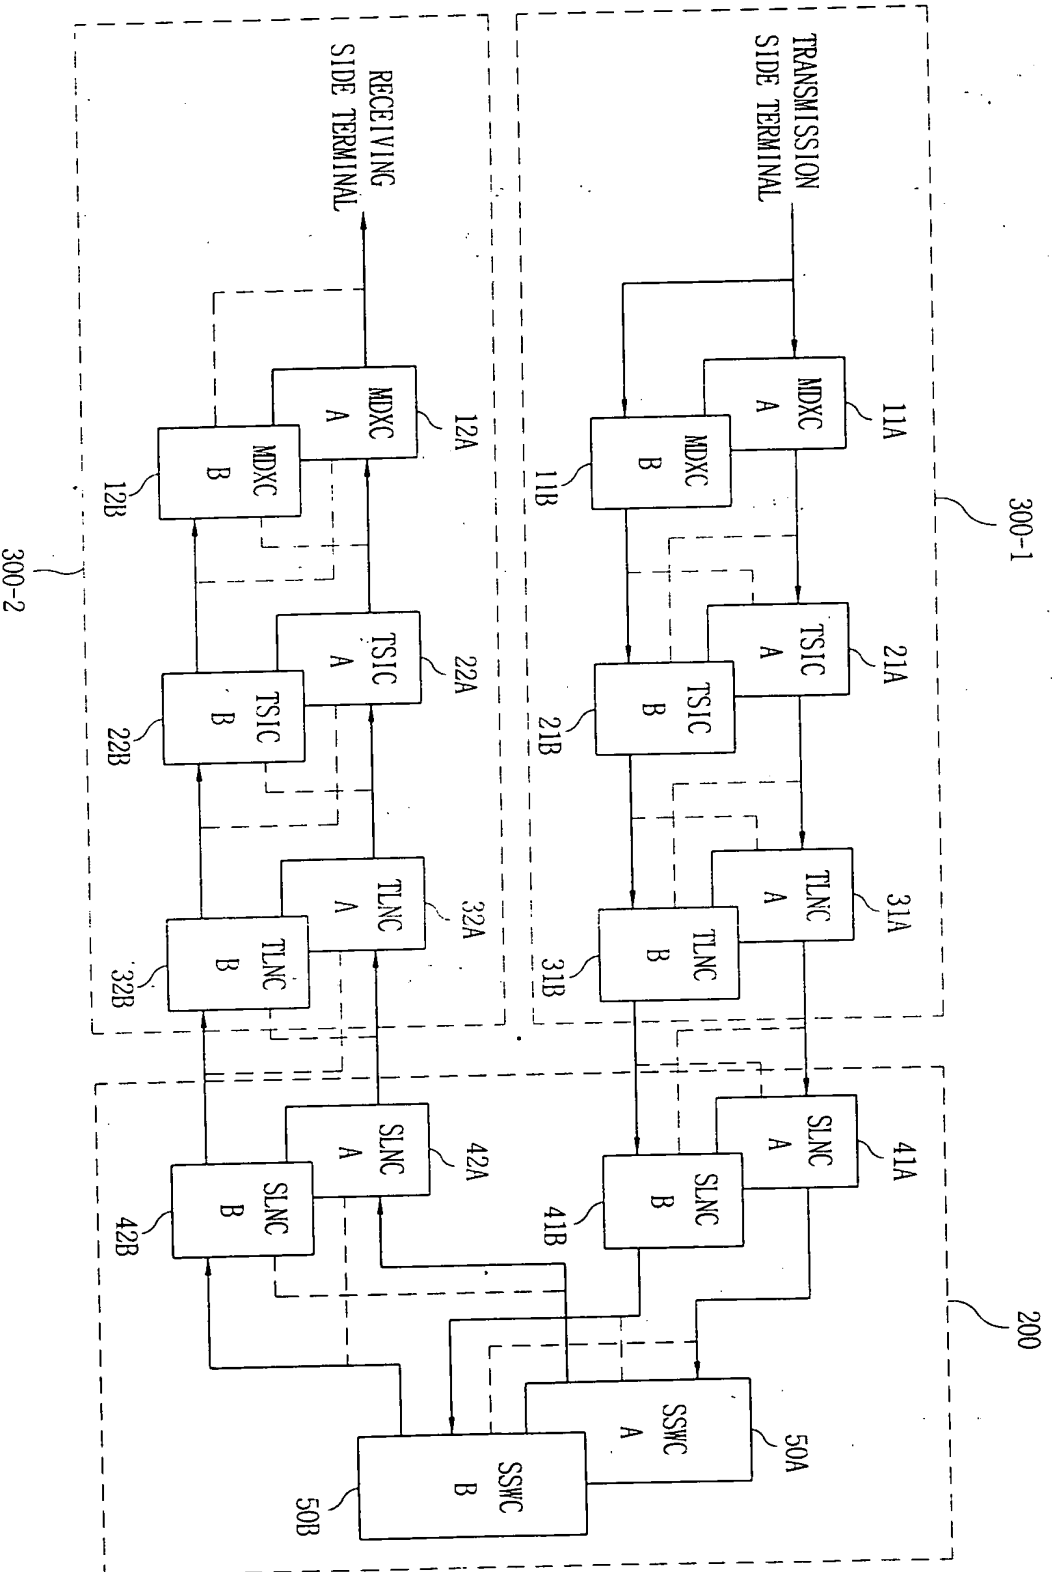 TRANSMISSION
SIDE TERMINAL
300-1
MDXC
A
11A
MDXC
B
11B
TSIC
A
21A
TSIC
B
21B
TLNC
A
31A
TLNC
B
31B
200
SLNC
A
41A
SLNC
B
41B
SSWC
A
50A
SSWC
B
50B
RECEIVING
SIDE TERMINAL
MDXC
A
12A
MDXC
B
12B
TSIC
A
22A
TSIC
B
22B
TLNC
A
32A
TLNC
B
32B
SLNC
A
42A
SLNC
B
42B
300-2